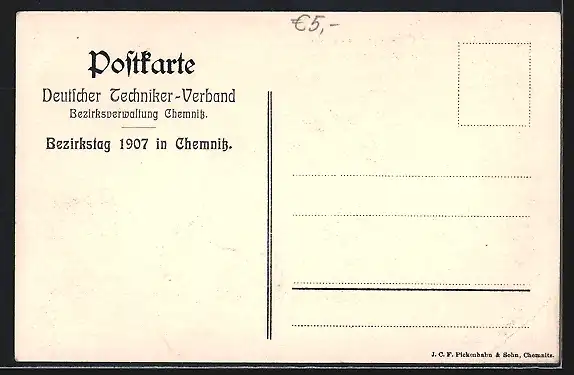 €5,-
Poſtkarte
Deutſcher Techniker-Verband
Bezirksverwaltung Chemnitz.
Bezirkstag 1907 in Chemnitz.
J. C. F. Pickenhahn & Sohn, Chemnitz.